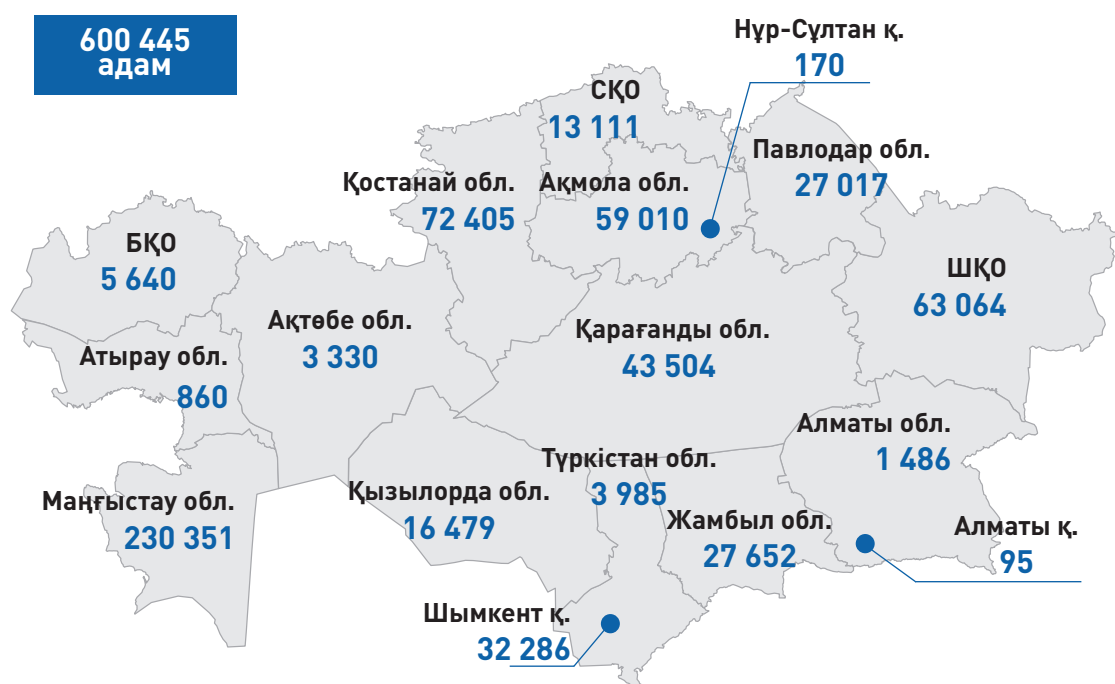 600 445
адам
Нұр-Сұлтан қ.
170
СҚО
13 111
Павлодар обл.
27 017
Қостанай обл.
72 405
Ақмола обл.
59 010
БҚО
5 640
ШҚО
63 064
Ақтөбе обл.
3 330
Қарағанды обл.
43 504
Атырау обл.
860
Алматы обл.
1 486
Түркістан обл.
3 985
Маңғыстау обл.
230 351
Қызылорда обл.
16 479
Жамбыл обл.
27 652
Алматы қ.
95
Шымкент қ.
32 286